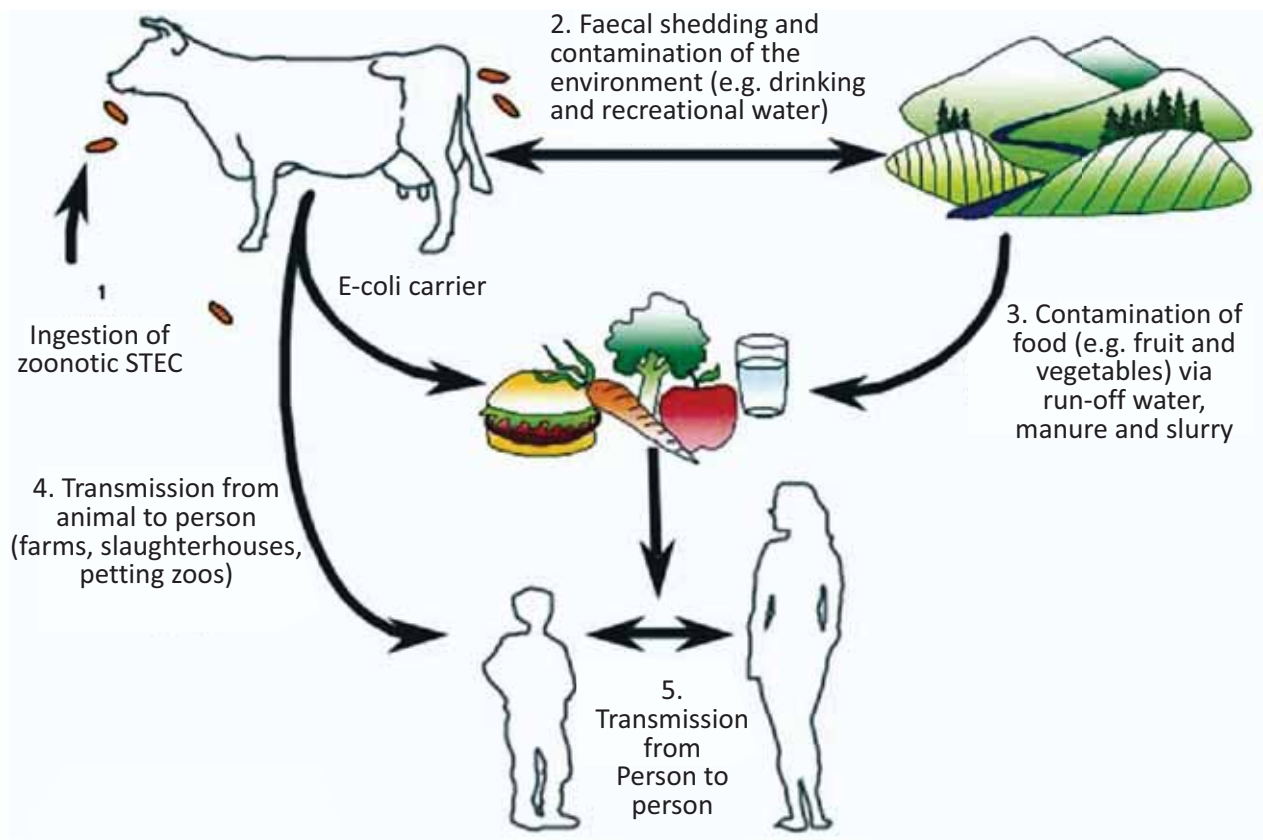 2. Faecal shedding and
contamination of the
environment (e.g. drinking
and recreational water)
E-coli carrier
1
Ingestion of
zoonotic STEC
3. Contamination of
food (e.g. fruit and
vegetables) via
run-off water,
manure and slurry
4. Transmission from
animal to person
(farms, slaughterhouses,
petting zoos)
5.
Transmission
from
Person to
person